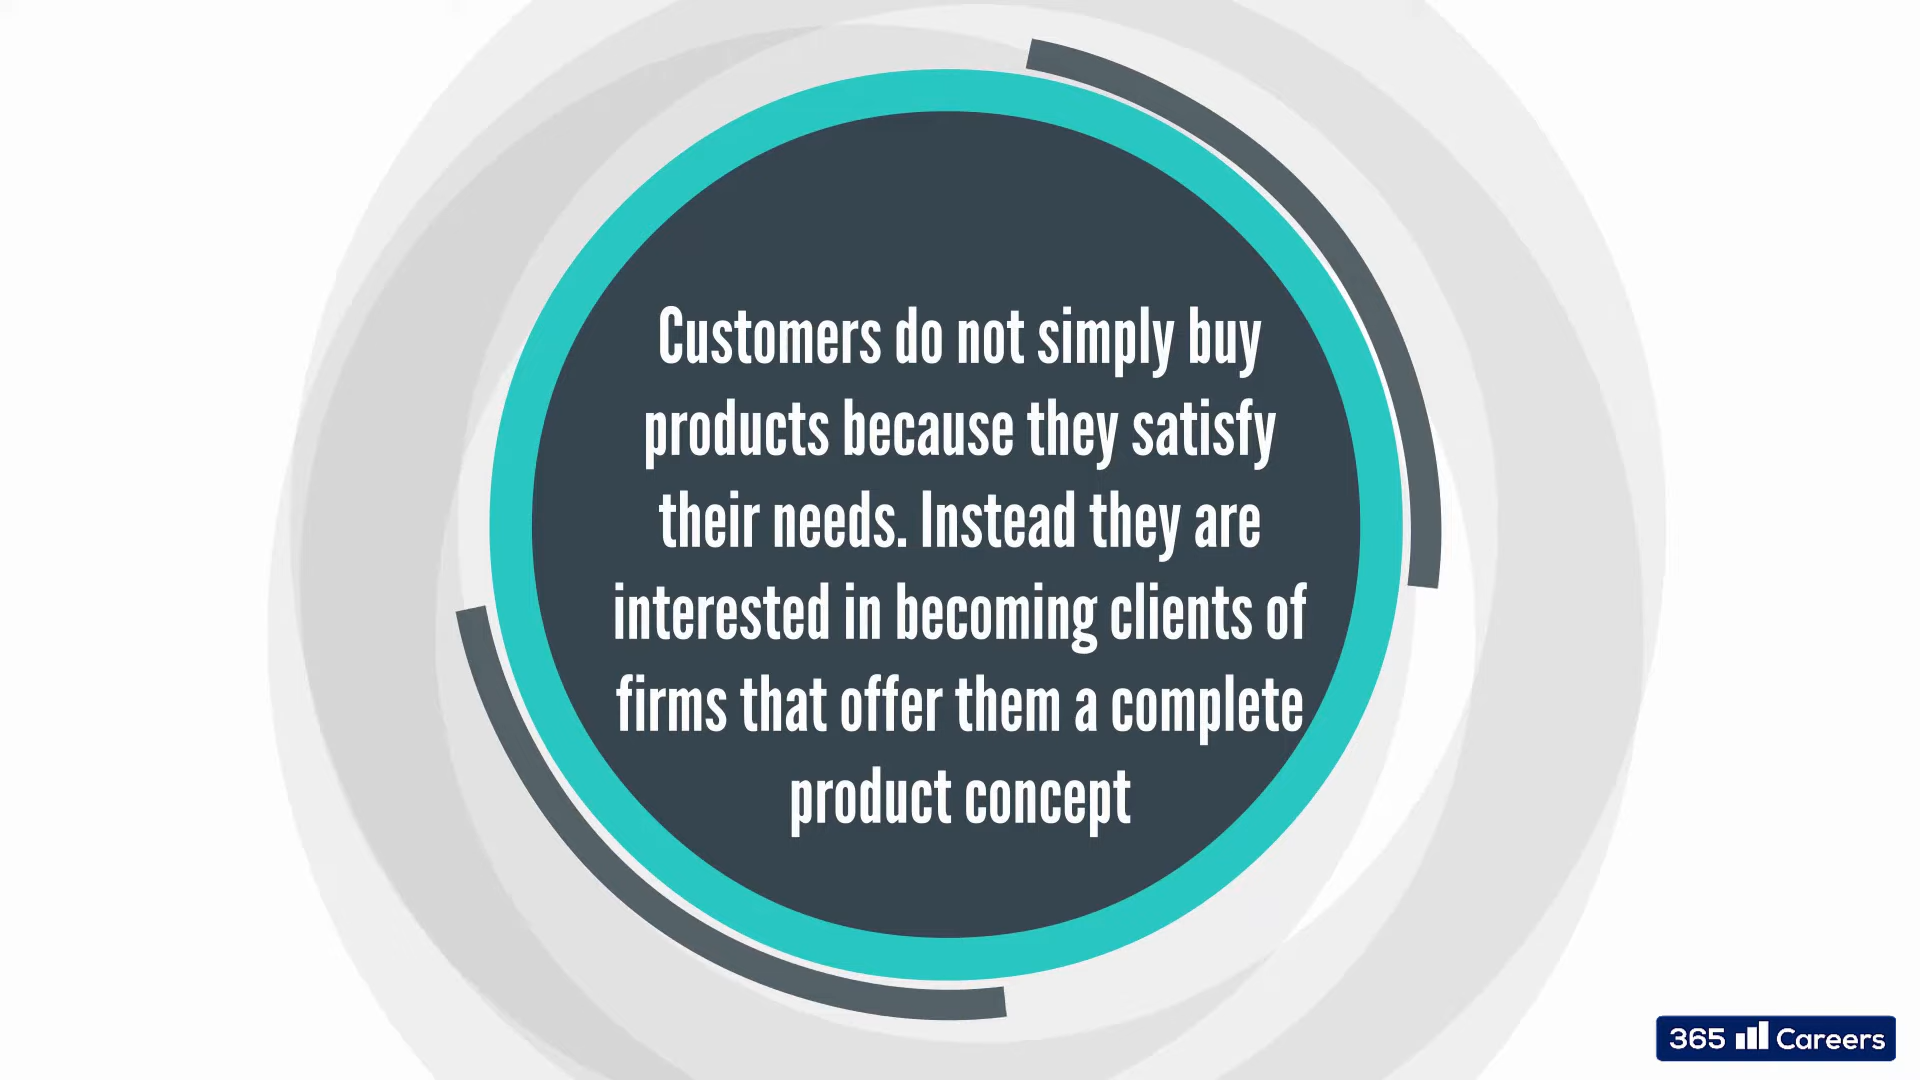 Customers do not simply buy
products because they satisfy
their needs. Instead they are
interested in becoming clients of
firms that offer them a complete
product concept
365 Careers